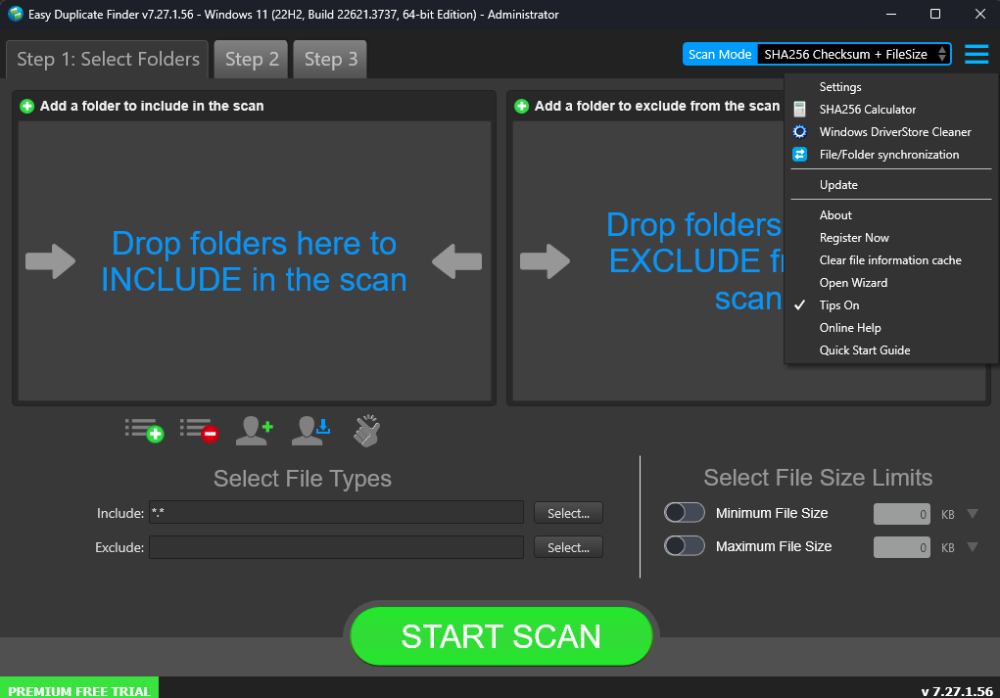 Easy Duplicate Finder v7.27.1.56 - Windows 11 (22H2, Build 22621.3737, 64-bit Edition) - Administrator
Step 1: Select Folders
Step 2
Step 3
Scan Mode
SHA256 Checksum + FileSize
Settings
SHA256 Calculator
Windows DriverStore Cleaner
File/Folder synchronization
Update
About
Register Now
Clear file information cache
Open Wizard
Tips On
Online Help
Quick Start Guide
Add a folder to include in the scan
Drop folders here to
INCLUDE in the scan
Add a folder to exclude from the scan
Drop folders
EXCLUDE
scan
Select File Types
Include: *.*
Select...
Exclude:
Select...
Select File Size Limits
Minimum File Size 0 KB
Maximum File Size 0 KB
START SCAN
PREMIUM FREE TRIAL
v 7.27.1.56